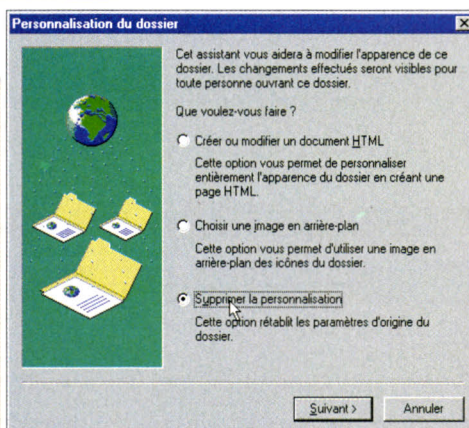 Personnalisation du dossier
Cet assistant vous aidera à modifier l'apparence de ce
dossier. Les changements effectués seront visibles pour
toute personne ouvrant ce dossier.
Que voulez-vous faire ?
Créer ou modifier un document HTML
Cette option vous permet de personnaliser
entièrement l'apparence du dossier en créant une
page HTML.
Choisir une image en arrière-plan
Cette option vous permet d'utiliser une image en
arrière-plan des icônes du dossier.
Supprimer la personnalisation
Cette option rétablit les paramètres d'origine du
dossier.
Suivant >
Annuler